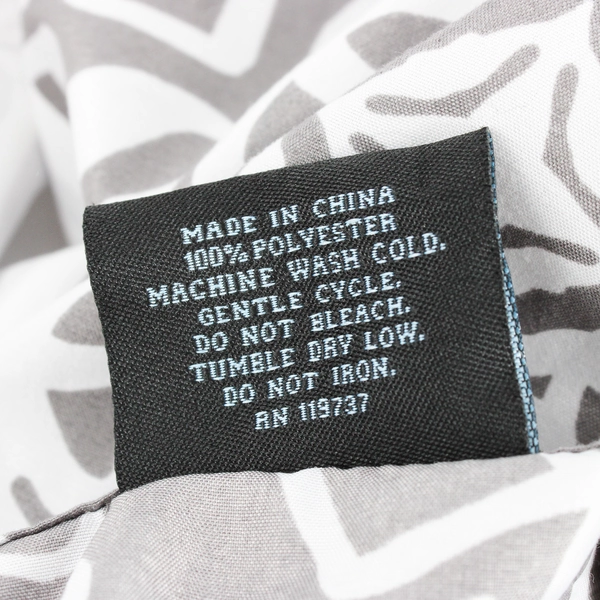 MADE IN CHINA
100% POLYESTER
MACHINE WASH COLD.
GENTLE CYCLE.
DO NOT BLEACH.
TUMBLE DRY LOW.
DO NOT IRON.
RN 119737